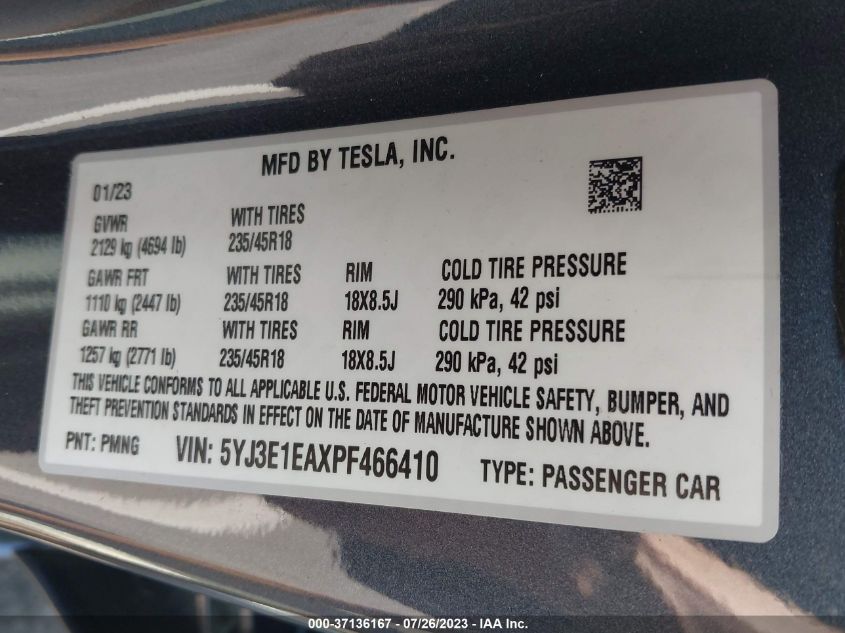 MFD BY TESLA, INC.
01/23
GVWR WITH TIRES
2129 kg (4694 lb) 235/45R18
GAWR FRT WITH TIRES RIM COLD TIRE PRESSURE
1110 kg (2447 lb) 235/45R18 18X8.5J 290 kPa, 42 psi
GAWR RR WITH TIRES RIM COLD TIRE PRESSURE
1257 kg (2771 lb) 235/45R18 18X8.5J 290 kPa, 42 psi
THIS VEHICLE CONFORMS TO ALL APPLICABLE U.S. FEDERAL MOTOR VEHICLE SAFETY, BUMPER, AND
THEFT PREVENTION STANDARDS IN EFFECT ON THE DATE OF MANUFACTURE SHOWN ABOVE.
PNT: PMNG VIN: 5YJ3E1EAXPF466410 TYPE: PASSENGER CAR
000-37136167 / 07/26/2023 - IAA Inc.